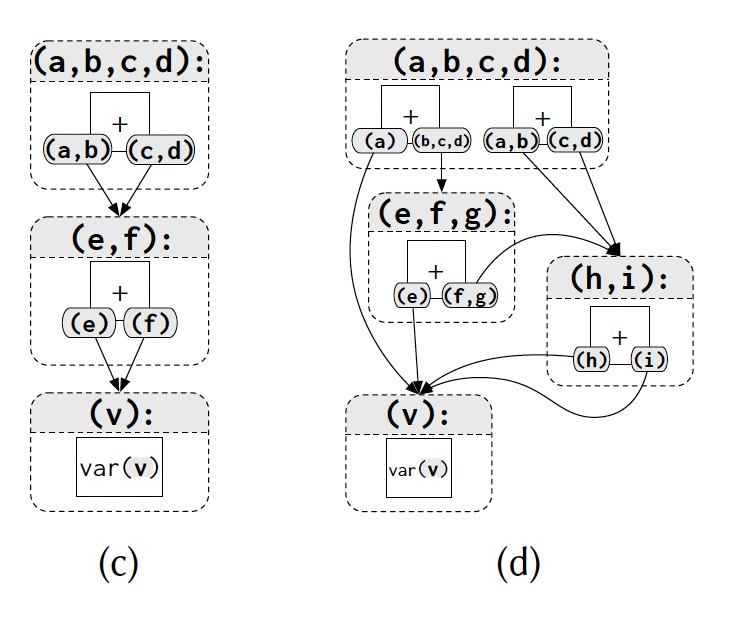 (a,b,c,d):
+
(a,b) (c,d)
(e,f):
+
(e) (f)
(v):
var(v)
(c)
(a,b,c,d):
+ +
(a) (b,c,d) (a,b) (c,d)
(e,f,g):
+
(e) (f,g)
(h,i):
+
(h) (i)
(v):
var(v)
(d)